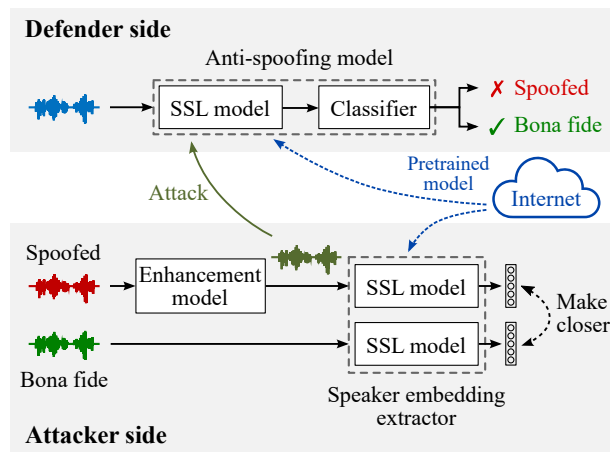 Defender side
Anti-spoofing model
SSL model
Classifier
✗ Spoofed
✓ Bona fide
Attack
Pretrained
model
Internet
Spoofed
Enhancement
model
SSL model
Make
closer
SSL model
Bona fide
Speaker embedding
extractor
Attacker side